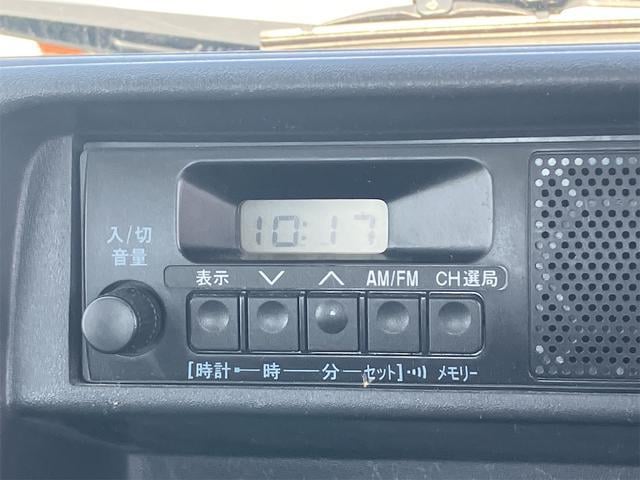 10:17
入/切
音量
表示 ∨ ∧ AM/FM CH選局
[時計 時 分 セット] メモリー